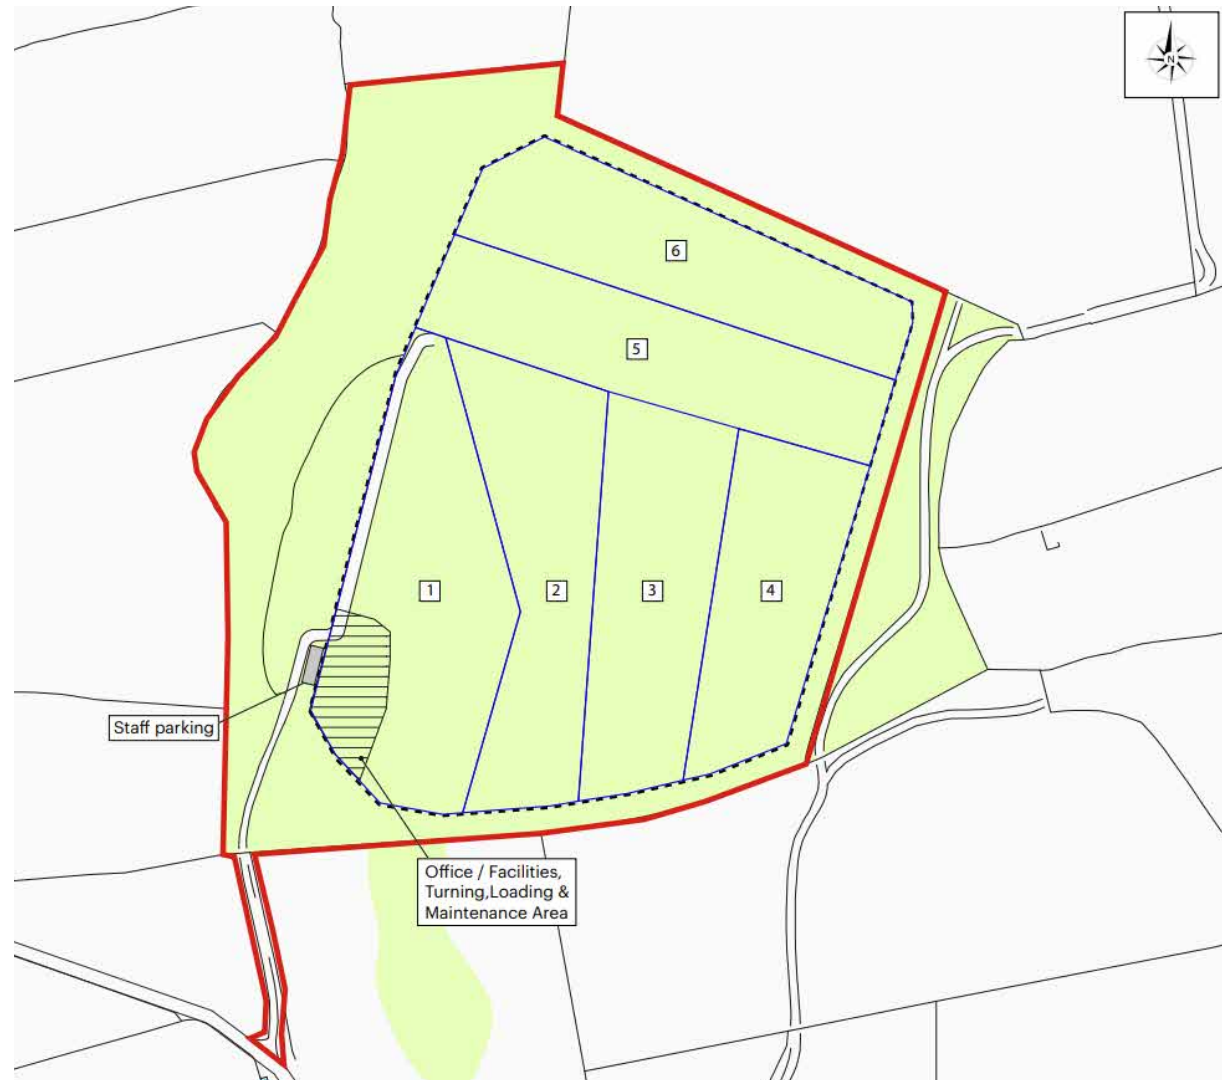 N
6
5
1
2
3
4
Staff parking
Office / Facilities,
Turning,Loading &
Maintenance Area